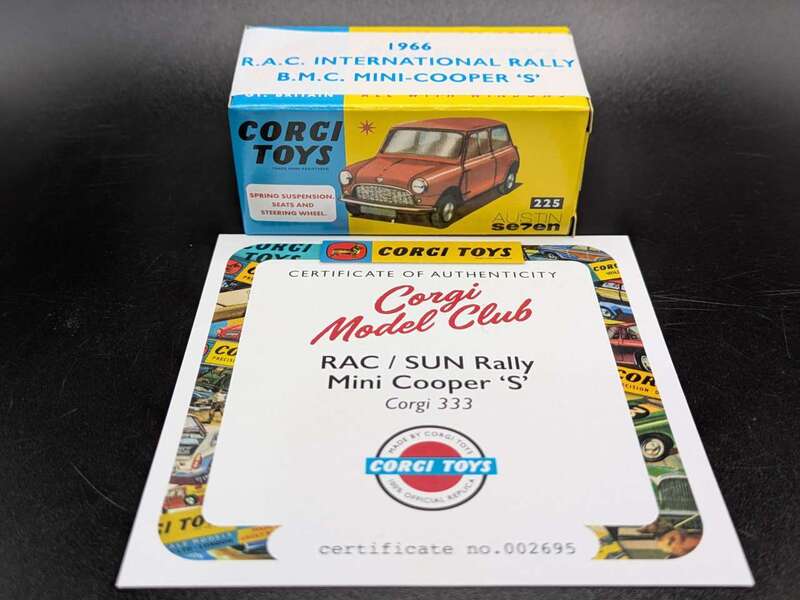 1966
R.A.C. INTERNATIONAL RALLY
B.M.C. MINI-COOPER 'S'
GT. BRITAIN
CORGI
TOYS
SPRING SUSPENSION.
SEATS AND
STEERING WHEEL.
225
AUSTIN
se7en
CORGI TOYS
CERTIFICATE OF AUTHENTICITY
Corgi
Model Club
RAC / SUN Rally
Mini Cooper 'S'
Corgi 333
MADE BY CORGI TOYS
CORGI TOYS
100% OFFICIAL REPLICA
certificate no.002695